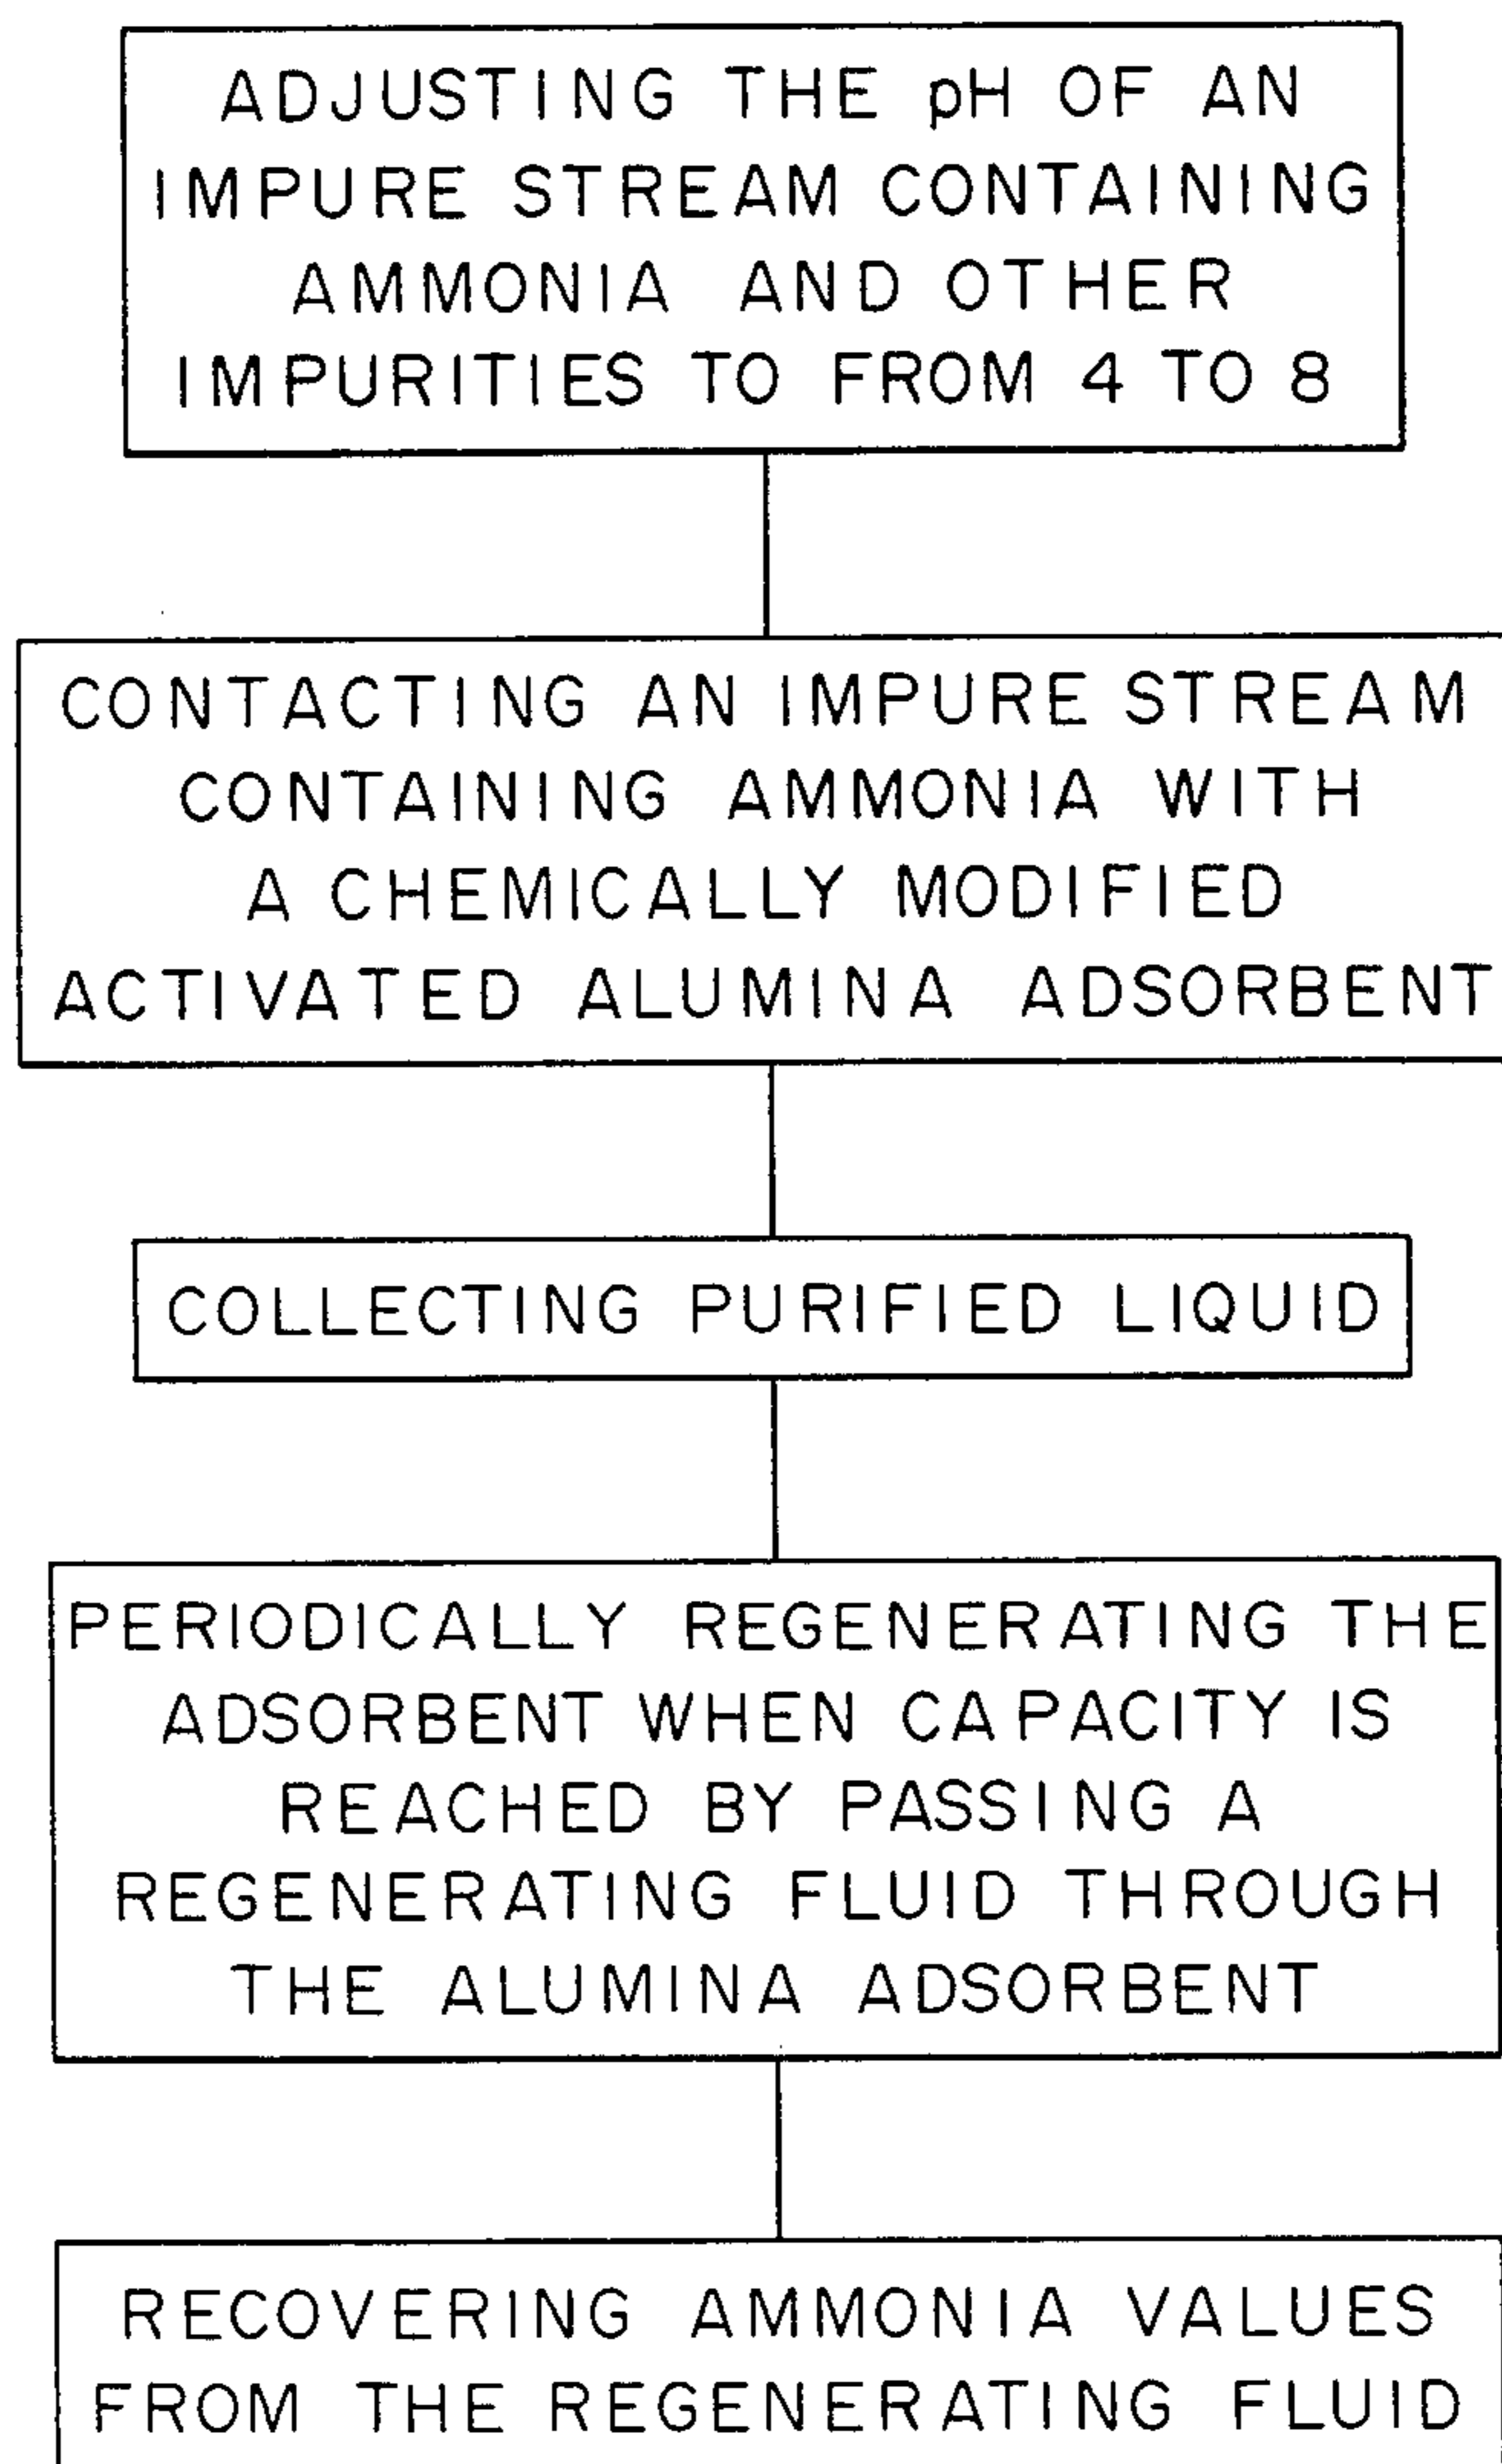 ADJUSTING THE pH OF AN
IMPURE STREAM CONTAINING
AMMONIA AND OTHER
IMPURITIES TO FROM 4 TO 8
CONTACTING AN IMPURE STREAM
CONTAINING AMMONIA WITH
A CHEMICALLY MODIFIED
ACTIVATED ALUMINA ADSORBENT
COLLECTING PURIFIED LIQUID
PERIODICALLY REGENERATING THE
ADSORBENT WHEN CAPACITY IS
REACHED BY PASSING A
REGENERATING FLUID THROUGH
THE ALUMINA ADSORBENT
RECOVERING AMMONIA VALUES
FROM THE REGENERATING FLUID